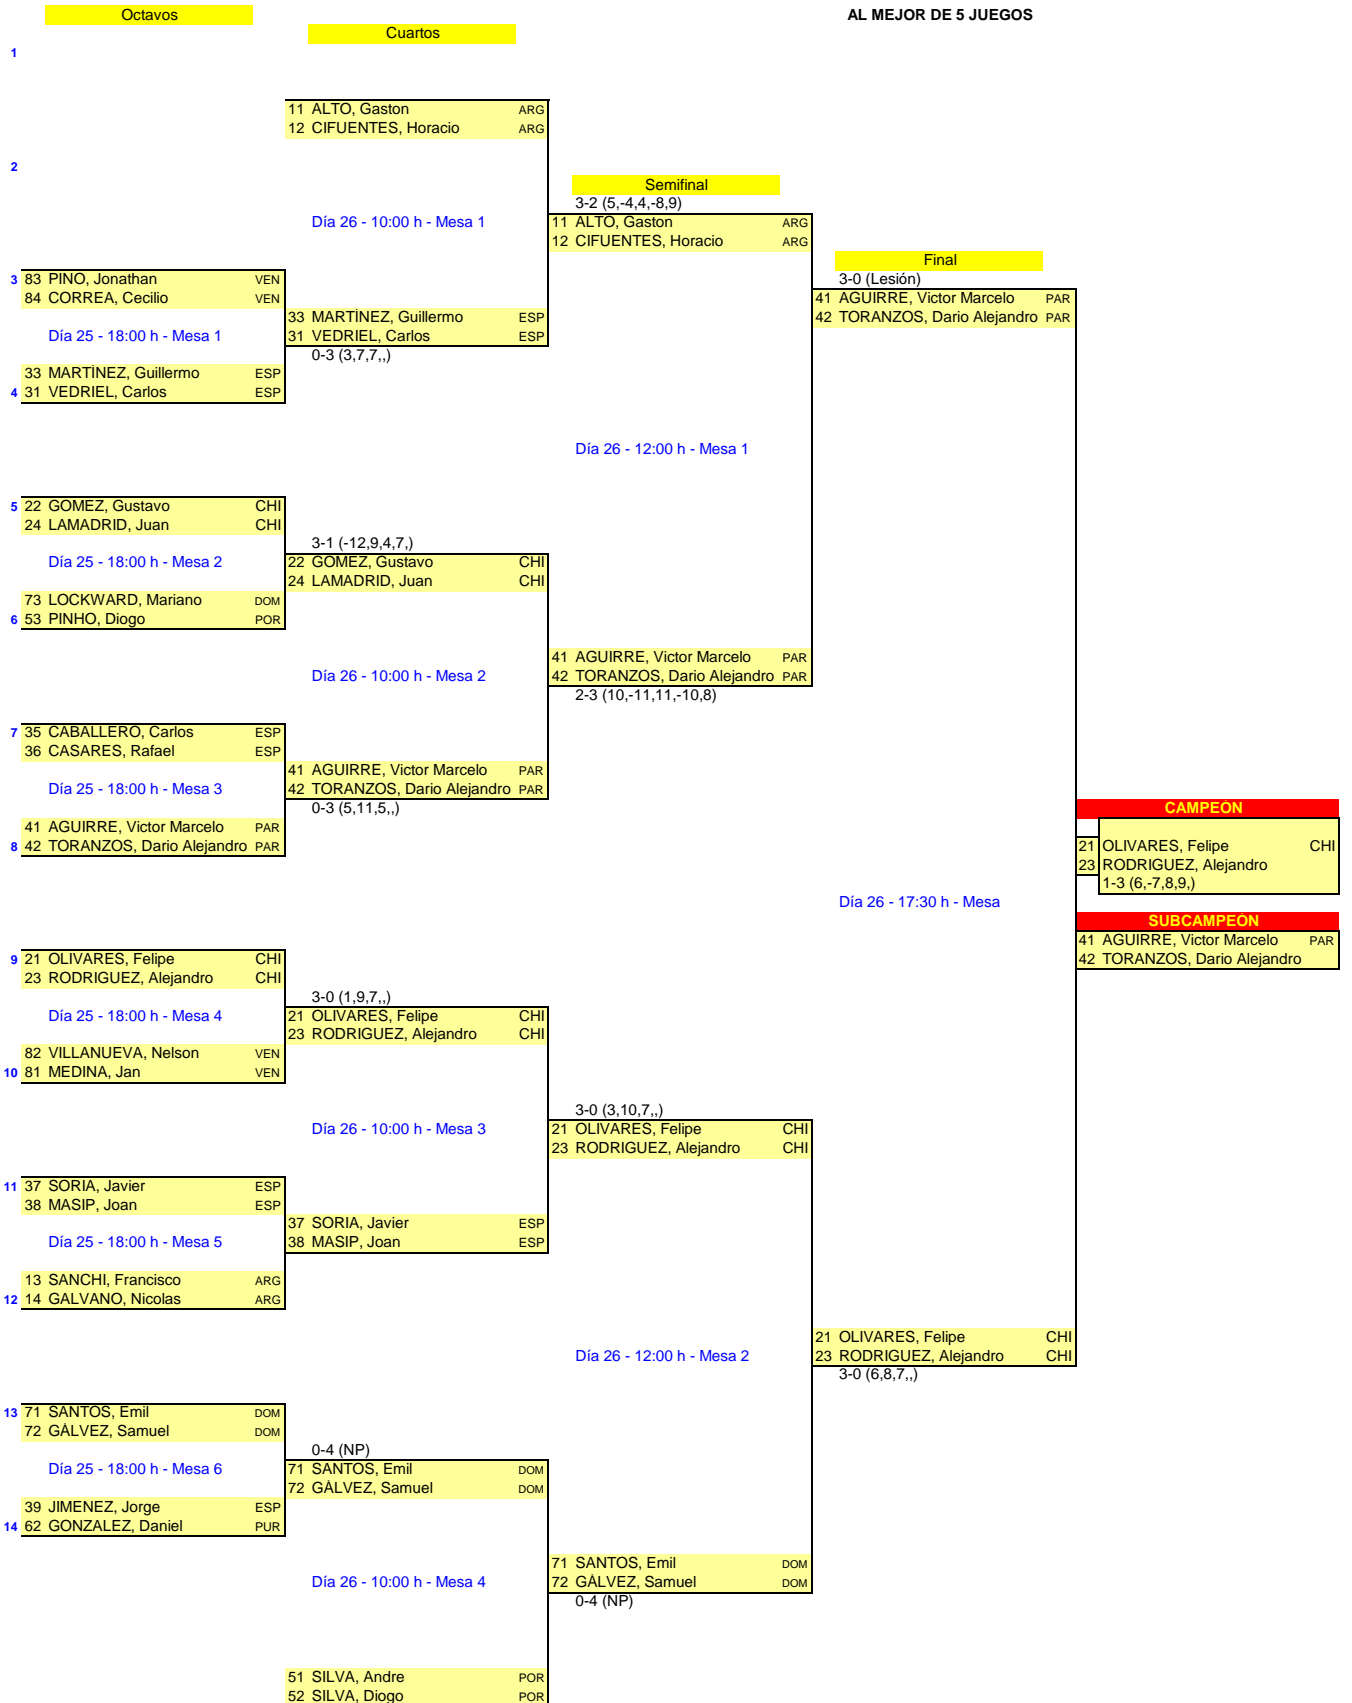 Octavos
AL MEJOR DE 5 JUEGOS
Cuartos
1
11 ALTO, Gaston ARG
12 CIFUENTES, Horacio ARG
2
Semifinal
3-2 (5,-4,4,-8,9)
Día 26 - 10:00 h - Mesa 1
11 ALTO, Gaston ARG
12 CIFUENTES, Horacio ARG
Final
3 83 PINO, Jonathan VEN
3-0 (Lesión)
84 CORREA, Cecilio VEN
41 AGUIRRE, Victor Marcelo PAR
33 MARTÍNEZ, Guillermo ESP
42 TORANZOS, Dario Alejandro PAR
Día 25 - 18:00 h - Mesa 1
31 VEDRIEL, Carlos ESP
0-3 (3,7,7,,)
33 MARTÍNEZ, Guillermo ESP
4 31 VEDRIEL, Carlos ESP
Día 26 - 12:00 h - Mesa 1
5 22 GOMEZ, Gustavo CHI
24 LAMADRID, Juan CHI
3-1 (-12,9,4,7,)
Día 25 - 18:00 h - Mesa 2
22 GOMEZ, Gustavo CHI
24 LAMADRID, Juan CHI
73 LOCKWARD, Mariano DOM
6 53 PINHO, Diogo POR
41 AGUIRRE, Victor Marcelo PAR
Día 26 - 10:00 h - Mesa 2
42 TORANZOS, Dario Alejandro PAR
2-3 (10,-11,11,-10,8)
7 35 CABALLERO, Carlos ESP
36 CASARES, Rafael ESP
41 AGUIRRE, Victor Marcelo PAR
Día 25 - 18:00 h - Mesa 3
42 TORANZOS, Dario Alejandro PAR
0-3 (5,11,5,,)
CAMPEÓN
41 AGUIRRE, Victor Marcelo PAR
8 42 TORANZOS, Dario Alejandro PAR
21 OLIVARES, Felipe CHI
23 RODRIGUEZ, Alejandro
1-3 (6,-7,8,9,)
Día 26 - 17:30 h - Mesa
SUBCAMPEÓN
41 AGUIRRE, Victor Marcelo PAR
9 21 OLIVARES, Felipe CHI
42 TORANZOS, Dario Alejandro
23 RODRIGUEZ, Alejandro CHI
3-0 (1,9,7,,)
Día 25 - 18:00 h - Mesa 4
21 OLIVARES, Felipe CHI
23 RODRIGUEZ, Alejandro CHI
82 VILLANUEVA, Nelson VEN
10 81 MEDINA, Jan VEN
3-0 (3,10,7,,)
Día 26 - 10:00 h - Mesa 3
21 OLIVARES, Felipe CHI
23 RODRIGUEZ, Alejandro CHI
11 37 SORIA, Javier ESP
38 MASIP, Joan ESP
37 SORIA, Javier ESP
Día 25 - 18:00 h - Mesa 5
38 MASIP, Joan ESP
13 SANCHI, Francisco ARG
12 14 GALVANO, Nicolas ARG
21 OLIVARES, Felipe CHI
Día 26 - 12:00 h - Mesa 2
23 RODRIGUEZ, Alejandro CHI
3-0 (6,8,7,,)
13 71 SANTOS, Emil DOM
72 GÁLVEZ, Samuel DOM
0-4 (NP)
Día 25 - 18:00 h - Mesa 6
71 SANTOS, Emil DOM
72 GÁLVEZ, Samuel DOM
39 JIMENEZ, Jorge ESP
14 62 GONZALEZ, Daniel PUR
71 SANTOS, Emil DOM
Día 26 - 10:00 h - Mesa 4
72 GÁLVEZ, Samuel DOM
0-4 (NP)
51 SILVA, Andre POR
52 SILVA, Diogo POR